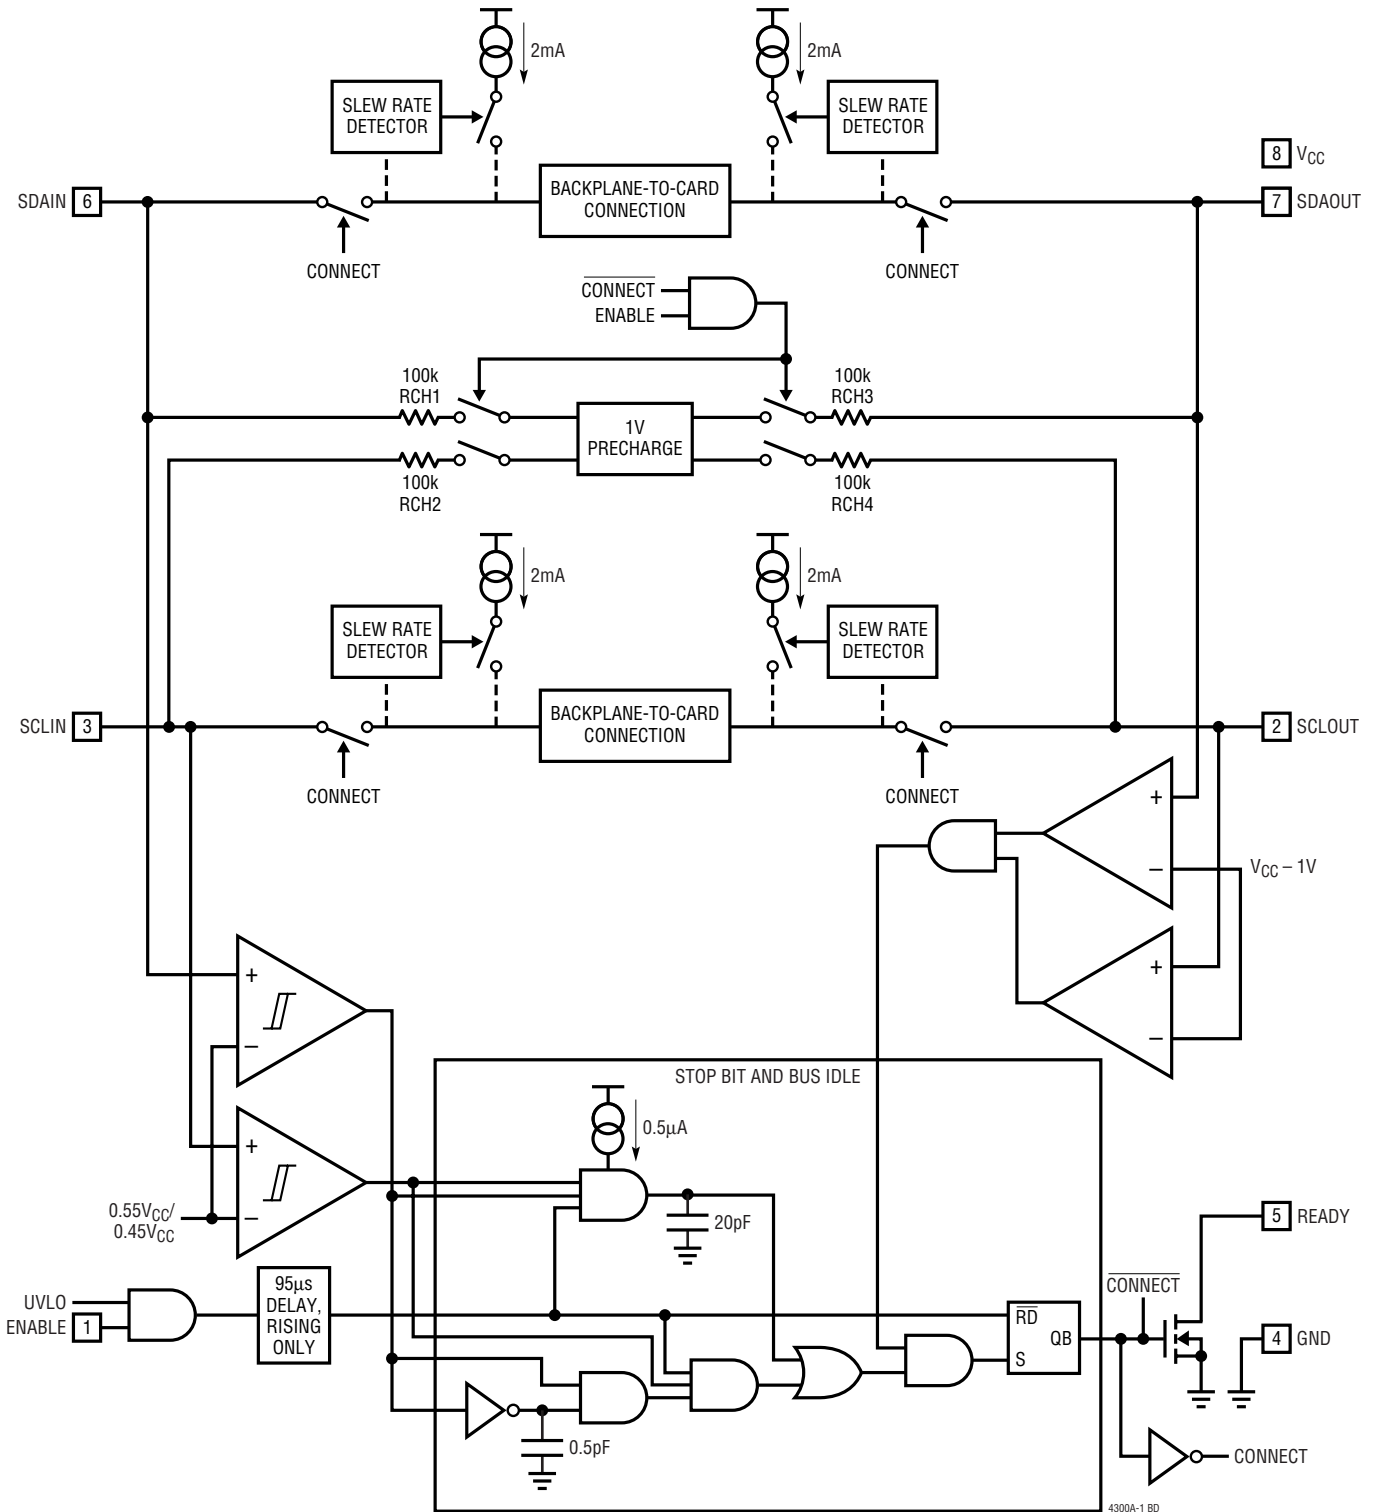 2mA
2mA
SLEW RATE
DETECTOR
SLEW RATE
DETECTOR
8 VCC
SDAIN 6
BACKPLANE-TO-CARD
CONNECTION
7 SDAOUT
CONNECT
CONNECT
CONNECT
ENABLE
100k
RCH1
100k
RCH3
1V
PRECHARGE
100k
RCH2
100k
RCH4
2mA
2mA
SLEW RATE
DETECTOR
SLEW RATE
DETECTOR
SCLIN 3
BACKPLANE-TO-CARD
CONNECTION
2 SCLOUT
CONNECT
CONNECT
+
–
VCC – 1V
+
–
+
–
STOP BIT AND BUS IDLE
0.5µA
+
–
0.55VCC/
0.45VCC
20pF
5 READY
UVLO
ENABLE 1
95µs
DELAY,
RISING
ONLY
CONNECT
RD
QB
S
4 GND
0.5pF
CONNECT
4300A-1 BD